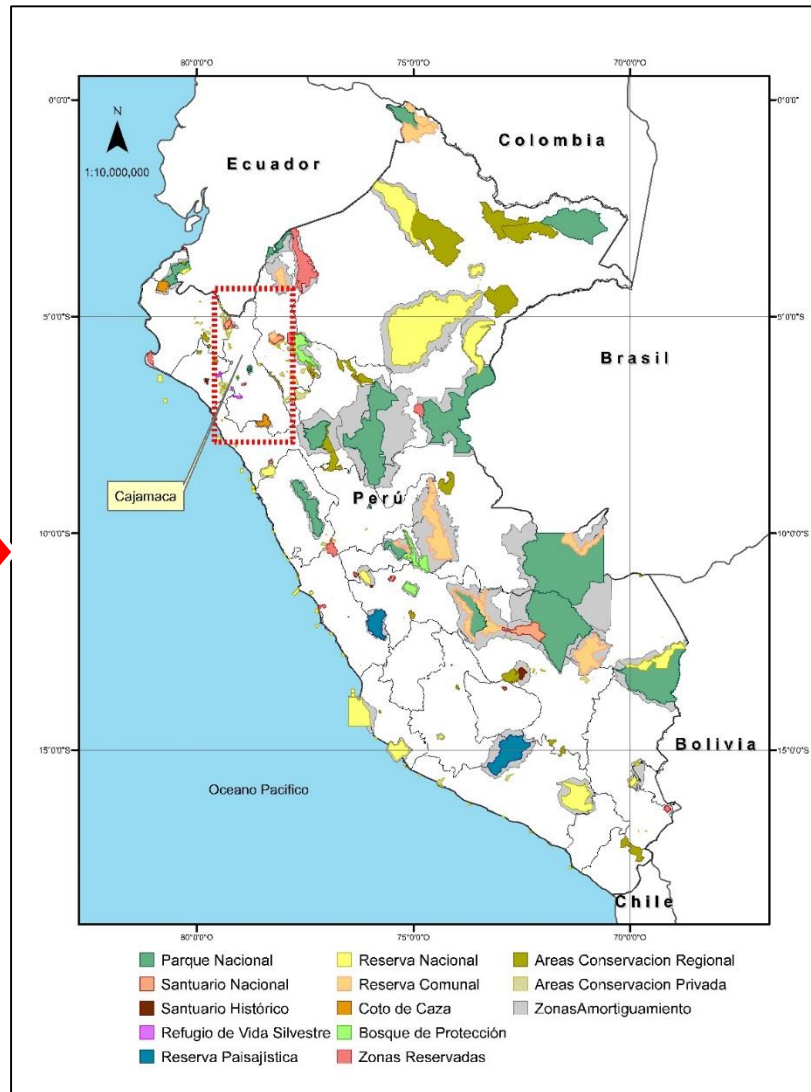 80°0'0"O 75°0'0"O 70°0'0"O
0°0'0"
N
1:10,000,000
Ecuador
Colombia
5°0'0"S 5°0'0"S
Brasil
Cajamaca
Perú
10°0'0"S 10°0'0"S
Bolivia
15°0'0"S 15°0'0"S
Oceano Pacifico
Chile
80°0'0"O 75°0'0"O 70°0'0"O
Parque Nacional
Santuario Nacional
Santuario Histórico
Refugio de Vida Silvestre
Reserva Paisajística
Reserva Nacional
Reserva Comunal
Coto de Caza
Bosque de Protección
Zonas Reservadas
Areas Conservacion Regional
Areas Conservacion Privada
ZonasAmortiguamiento